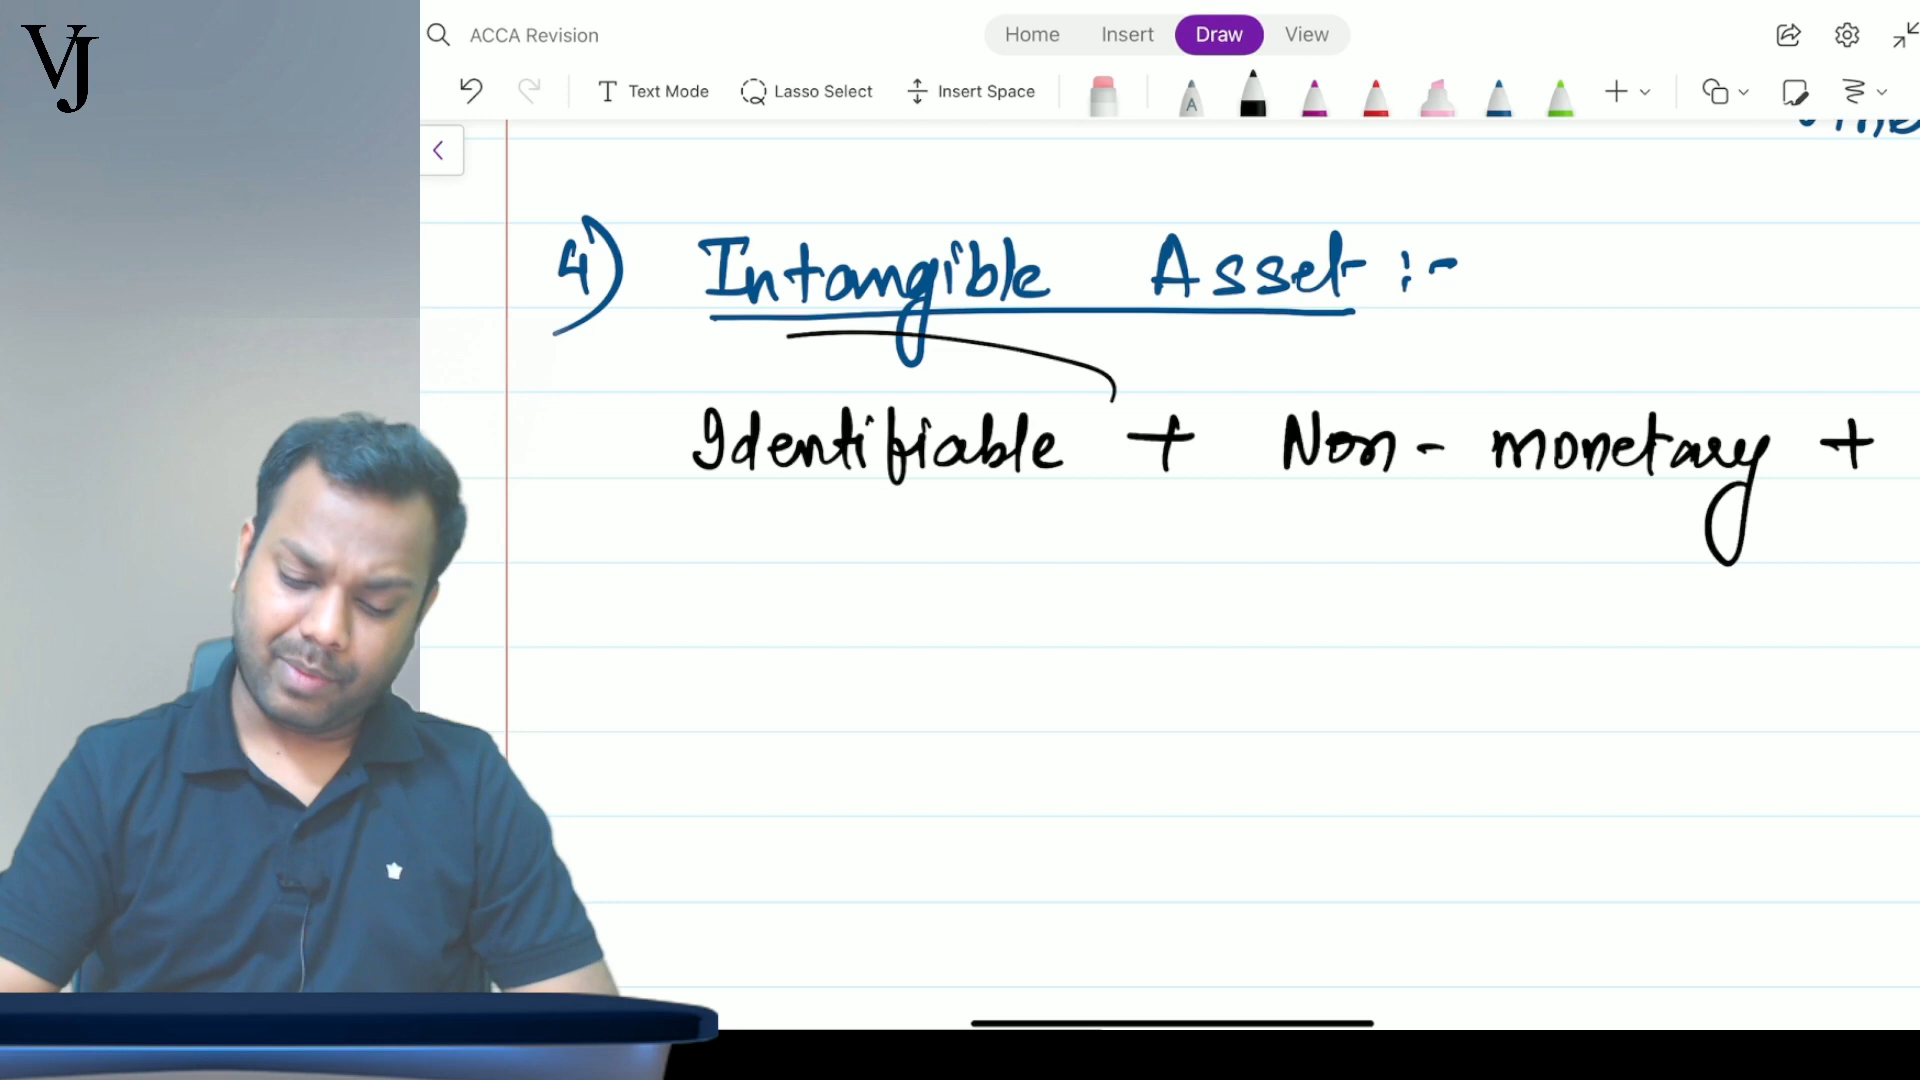 VJ
ACCA Revision
Home Insert Draw View
Text Mode Lasso Select Insert Space
4) Intangible Asset :-
Identifiable + Non-monetary +